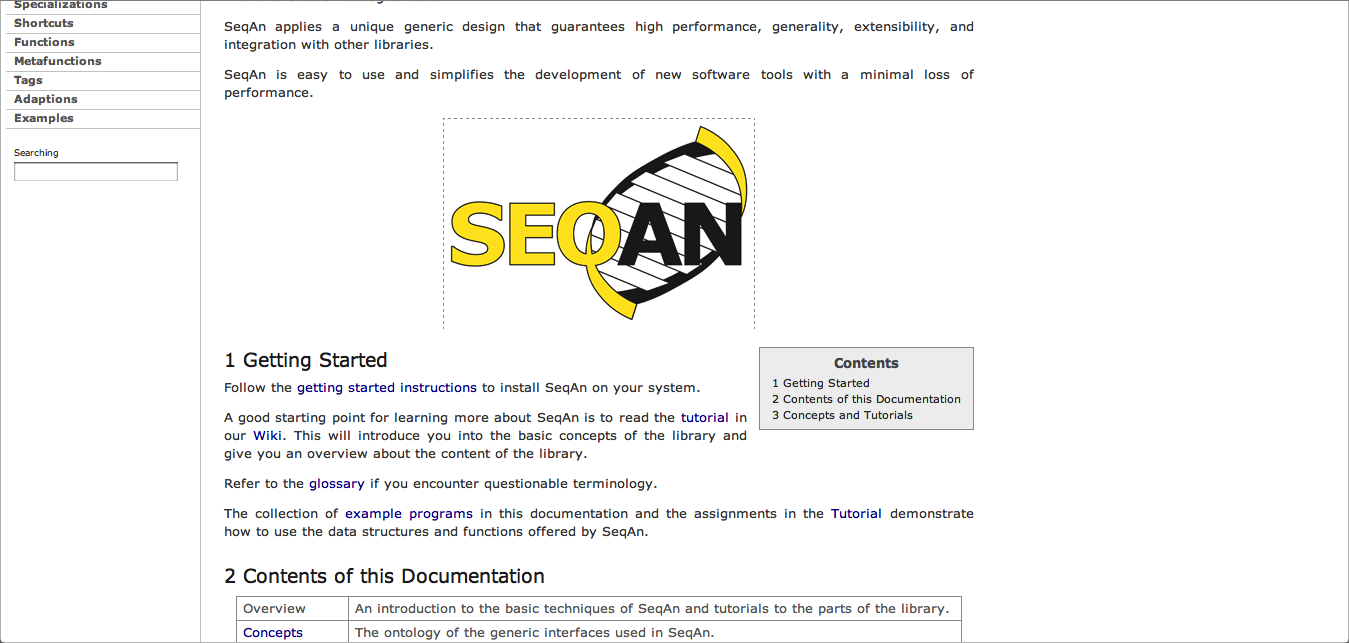 Specializations
Shortcuts
Functions
Metafunctions
Tags
Adaptions
Examples
Searching
SeqAn applies a unique generic design that guarantees high performance, generality, extensibility, and
integration with other libraries.
SeqAn is easy to use and simplifies the development of new software tools with a minimal loss of
performance.
SEQAN
1 Getting Started
Follow the getting started instructions to install SeqAn on your system.
A good starting point for learning more about SeqAn is to read the tutorial in
our Wiki. This will introduce you into the basic concepts of the library and
give you an overview about the content of the library.
Refer to the glossary if you encounter questionable terminology.
The collection of example programs in this documentation and the assignments in the Tutorial demonstrate
how to use the data structures and functions offered by SeqAn.
Contents
1 Getting Started
2 Contents of this Documentation
3 Concepts and Tutorials
2 Contents of this Documentation
Overview An introduction to the basic techniques of SeqAn and tutorials to the parts of the library.
Concepts The ontology of the generic interfaces used in SeqAn.